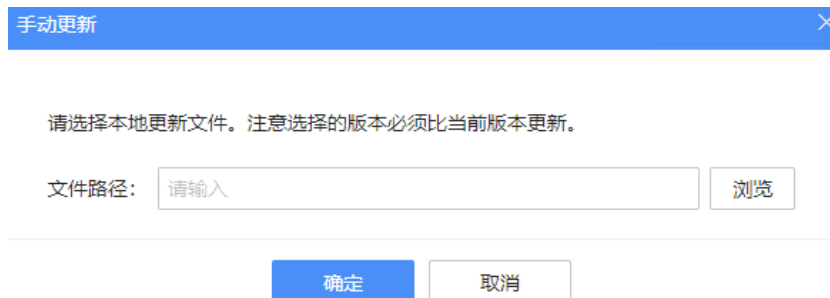 手动更新
请选择本地更新文件。注意选择的版本必须比当前版本更新。
文件路径： 请输入 浏览
确定 取消